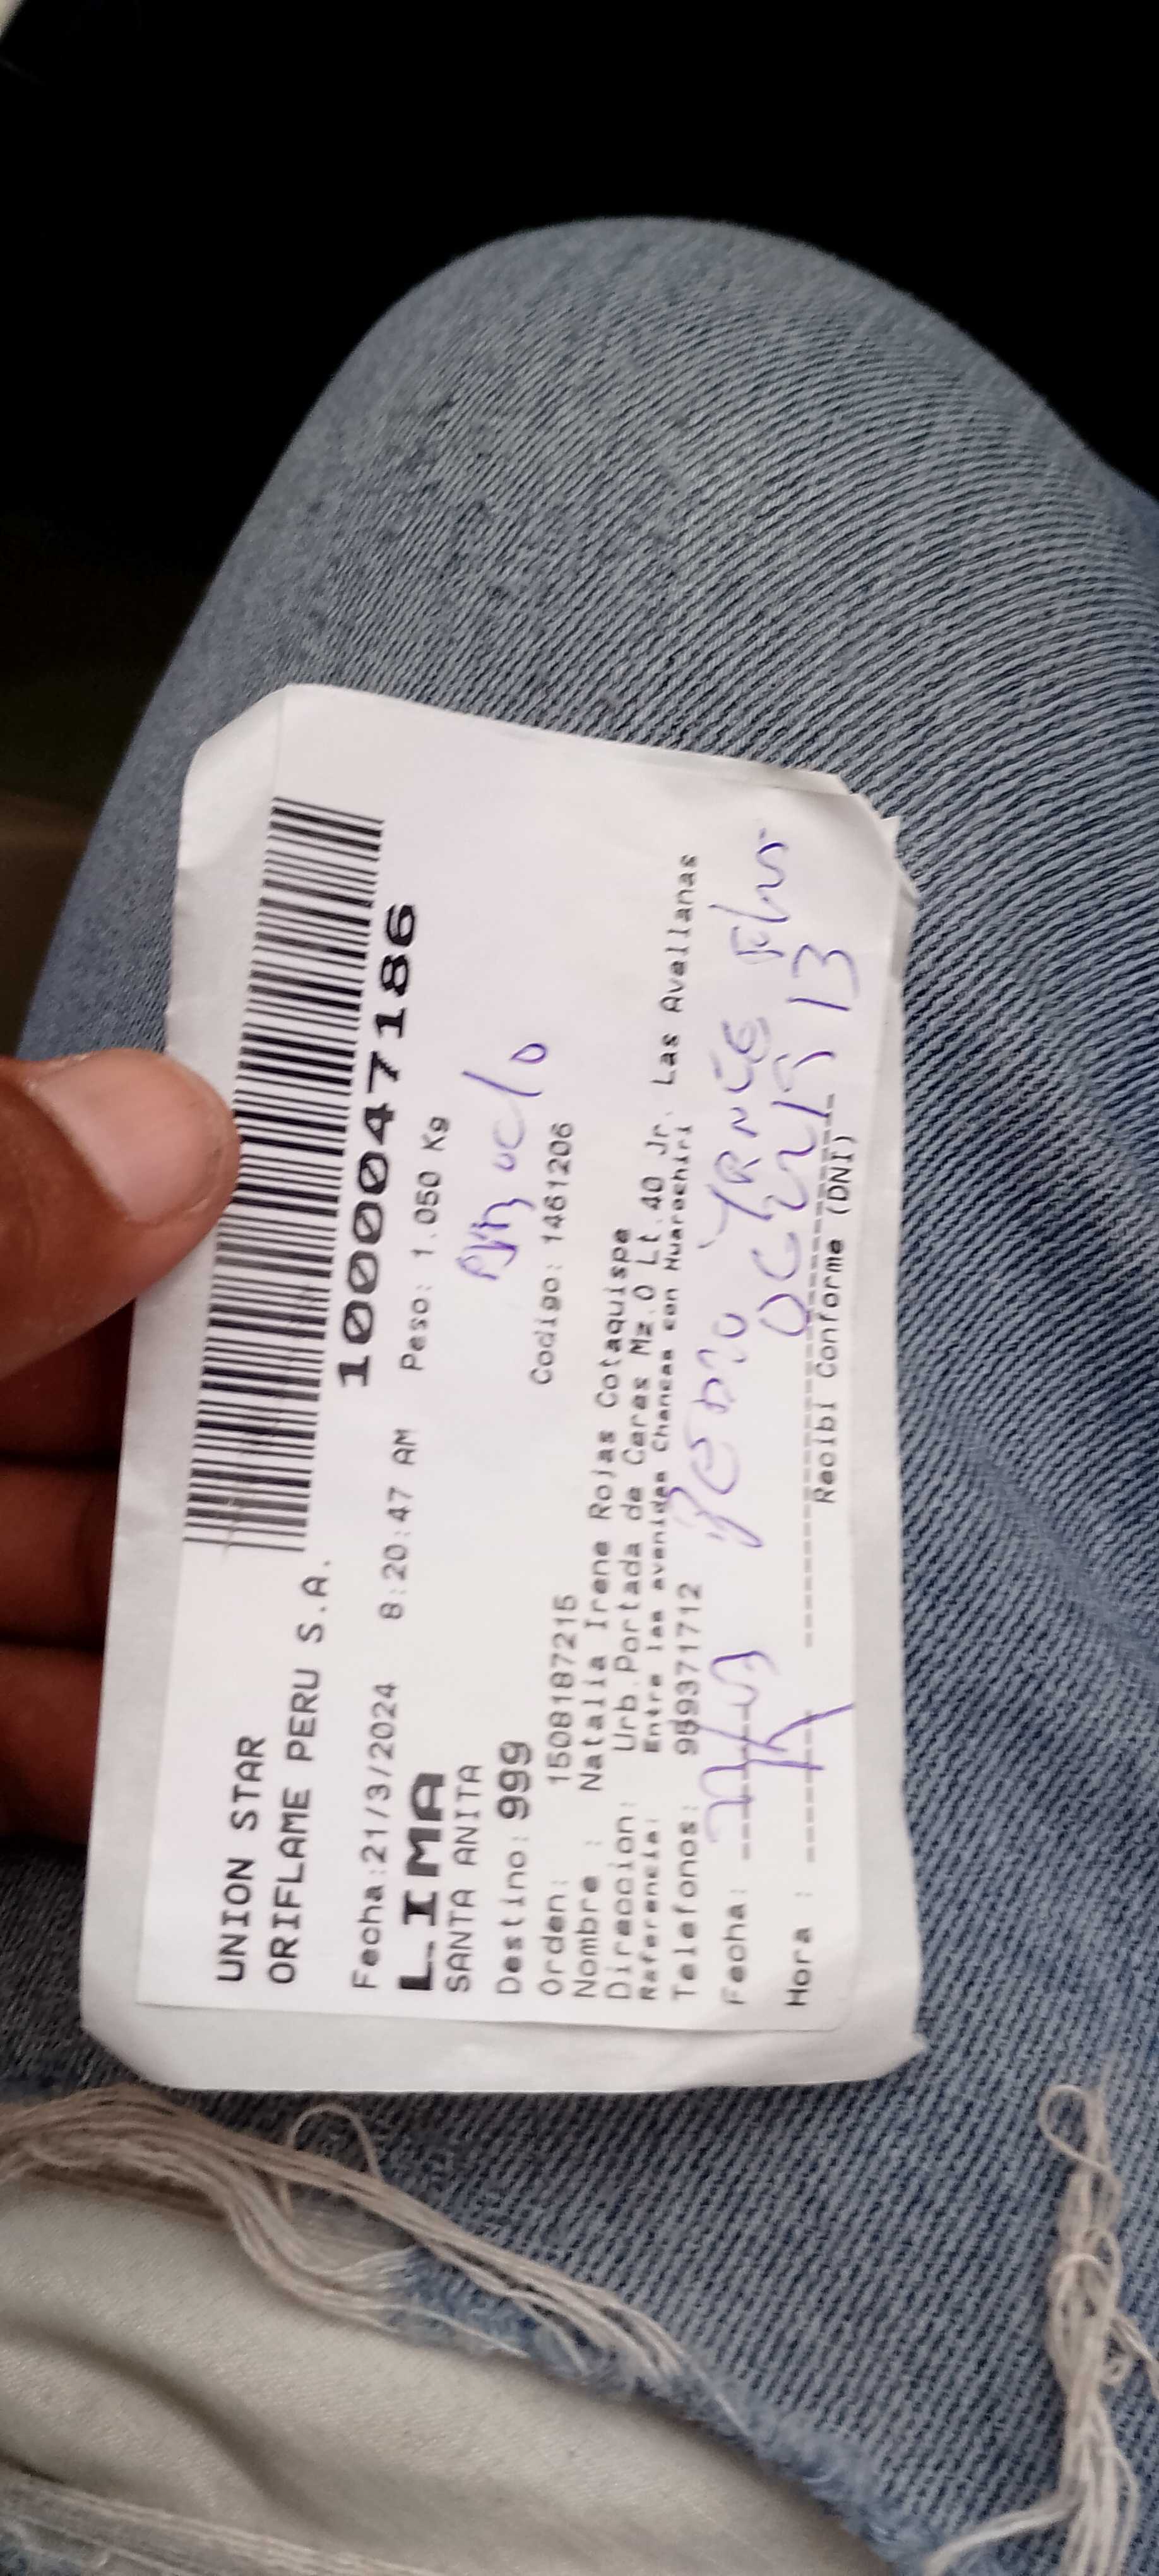 UNION STAR
ORIFLAME PERU S.A.
1000047186
Fecha:21/3/2024 8:20:47 AM Peso: 1.050 Kg
LIMA
SANTA ANITA
Destino: 999
Codigo: 1461206
Orden: 1508187215
Nombre : Natalia Irene Rojas Cotaquispe
Direccion: Urb.Portada de Ceres Mz.O Lt.40 Jr. Las Avellanas
Referencia: Entre las avenidas Chancas con Huarochiri
Telefonos: 989371712
Fecha:
Hora :
Recibi Conforme (DNI)